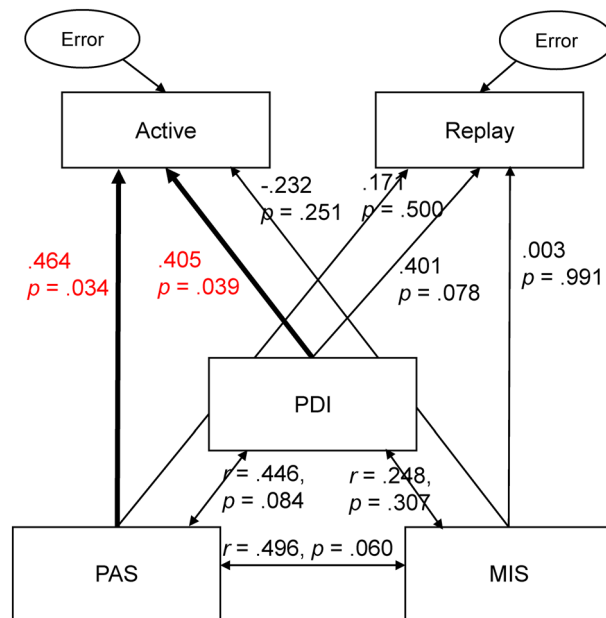 Error
Error
Active
Replay
-.232
p = .251
.171
p = .500
.464
p = .034
.405
p = .039
.401
p = .078
.003
p = .991
PDI
r = .446,
p = .084
r = .248,
p = .307
PAS
r = .496, p = .060
MIS